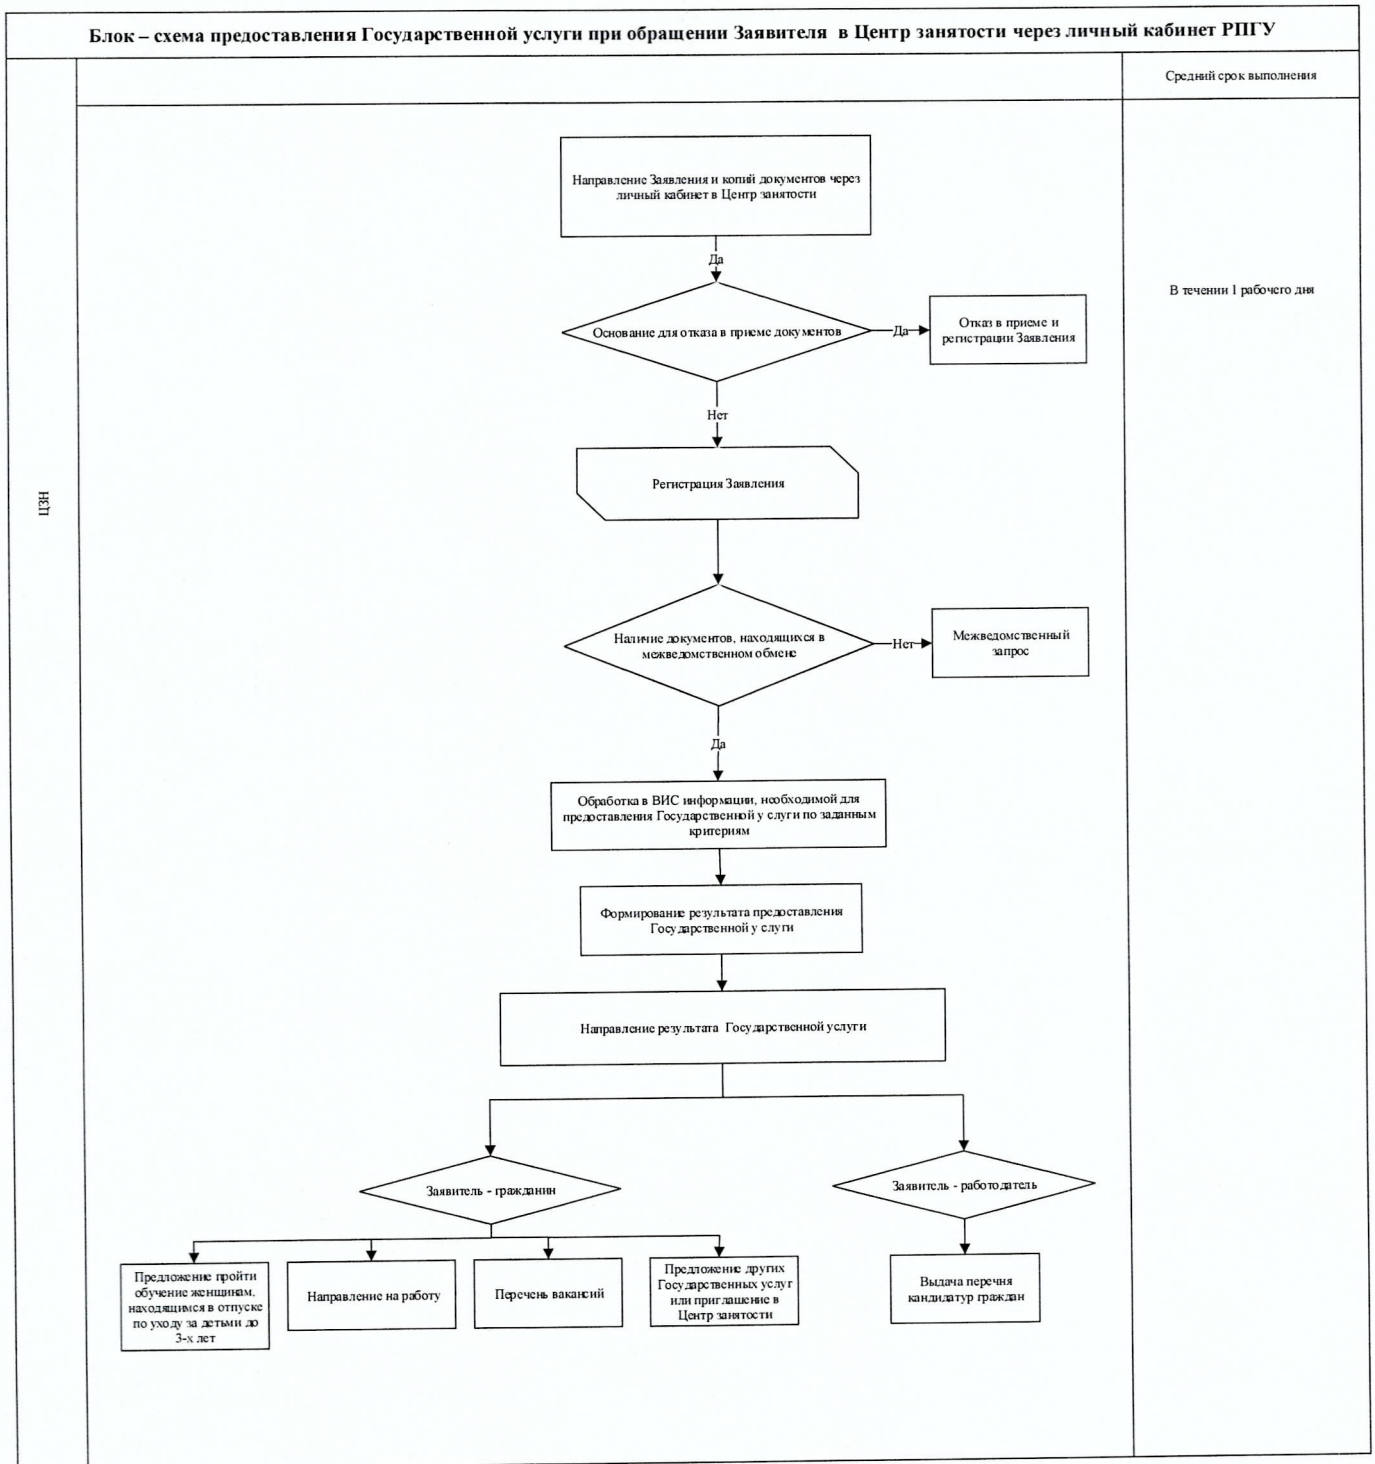 Блок – схема предоставления Государственной услуги при обращении Заявителя в Центр занятости через личный кабинет РПГУ
Средний срок выполнения
ЦЗН
Направление Заявления и копий документов через
личный кабинет в Центр занятости
Да
В течении 1 рабочего дня
Основание для отказа в приеме документов
Да
Отказ в приеме и
регистрации Заявления
Нет
Регистрация Заявления
Наличие документов, находящихся в
межведомственном обмене
Нет
Межведомственный
запрос
Да
Обработка в ВИС информации, необходимой для
предоставления Государственной у слуги по заданным
критериям
Формирование результата предоставления
Государственной у слуги
Направление результата Государственной услуги
Заявитель - гражданин
Заявитель - работодатель
Предложение пройти
обучение женщинам,
находящимся в отпуске
по уходу за детьми до
3-х лет
Направление на работу
Перечень вакансий
Предложение других
Государственных услуг
или приглашение в
Центр занятости
Выдача перечня
кандидатур граждан